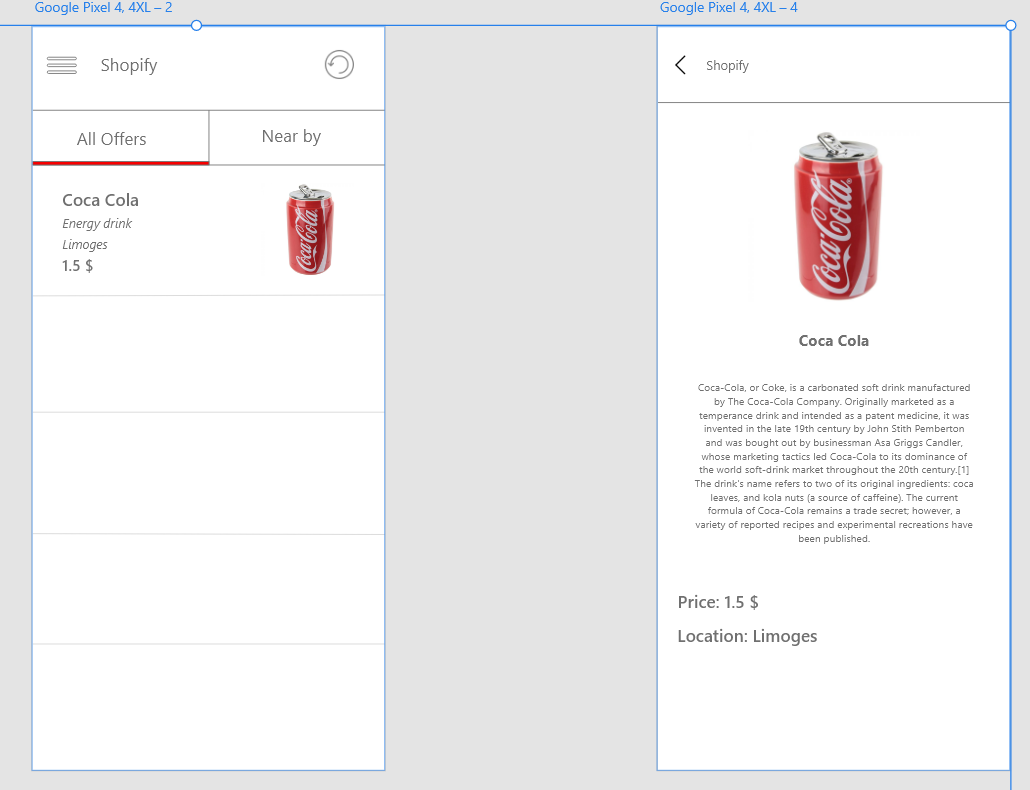 Google Pixel 4, 4XL – 2
Shopify
All Offers
Near by
Coca Cola
Energy drink
Limoges
1.5 $
Coca-Cola
Google Pixel 4, 4XL – 4
Shopify
Coca-Cola
Coca Cola
Coca-Cola, or Coke, is a carbonated soft drink manufactured
by The Coca-Cola Company. Originally marketed as a
temperance drink and intended as a patent medicine, it was
invented in the late 19th century by John Stith Pemberton
and was bought out by businessman Asa Griggs Candler,
whose marketing tactics led Coca-Cola to its dominance of
the world soft-drink market throughout the 20th century.[1]
The drink's name refers to two of its original ingredients: coca
leaves, and kola nuts (a source of caffeine). The current
formula of Coca-Cola remains a trade secret; however, a
variety of reported recipes and experimental recreations have
been published.
Price: 1.5 $
Location: Limoges